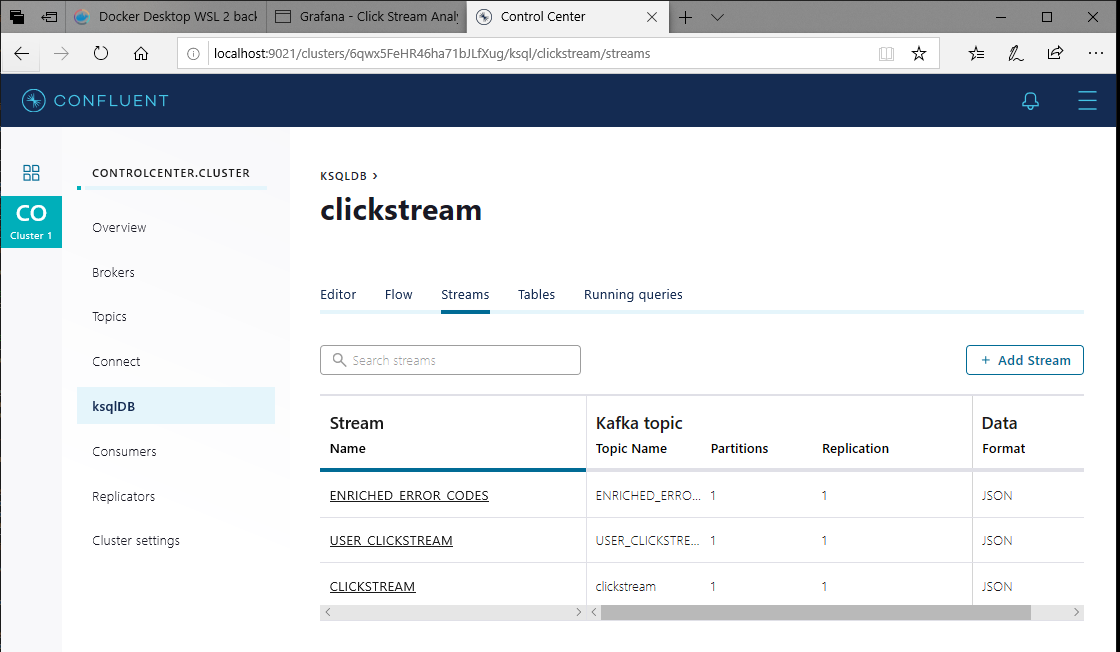 Docker Desktop WSL 2 back
Grafana - Click Stream Analy
Control Center
localhost:9021/clusters/6qwx5FeHR46ha71bJLfXug/ksql/clickstream/streams
CONFLUENT
CO
Cluster 1
CONTROLCENTER.CLUSTER
Overview
Brokers
Topics
Connect
ksqlDB
Consumers
Replicators
Cluster settings
KSQLDB >
clickstream
Editor Flow Streams Tables Running queries
Search streams
+ Add Stream
Stream Kafka topic Data
Name Topic Name Partitions Replication Format
ENRICHED_ERROR_CODES ENRICHED_ERRO... 1 1 JSON
USER_CLICKSTREAM USER_CLICKSTRE... 1 1 JSON
CLICKSTREAM clickstream 1 1 JSON